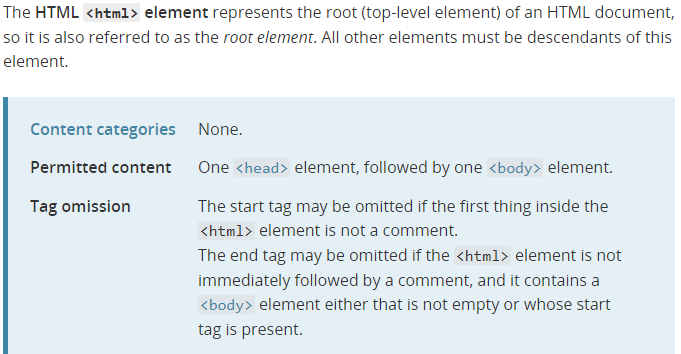 The HTML <html> element represents the root (top-level element) of an HTML document,
so it is also referred to as the root element. All other elements must be descendants of this
element.
Content categories None.
Permitted content One <head> element, followed by one <body> element.
Tag omission The start tag may be omitted if the first thing inside the
<html> element is not a comment.
The end tag may be omitted if the <html> element is not
immediately followed by a comment, and it contains a
<body> element either that is not empty or whose start
tag is present.